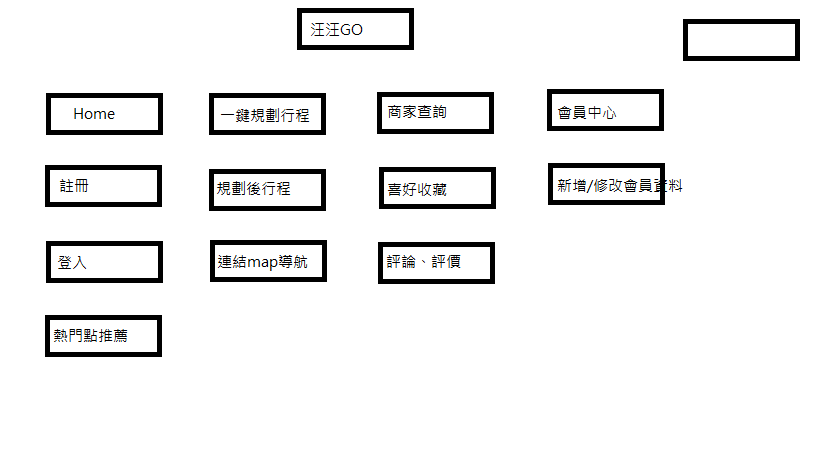 汪汪GO
Home
一鍵規劃行程
商家查詢
會員中心
註冊
規劃後行程
喜好收藏
新增/修改會員資料
登入
連結map導航
評論、評價
熱門點推薦